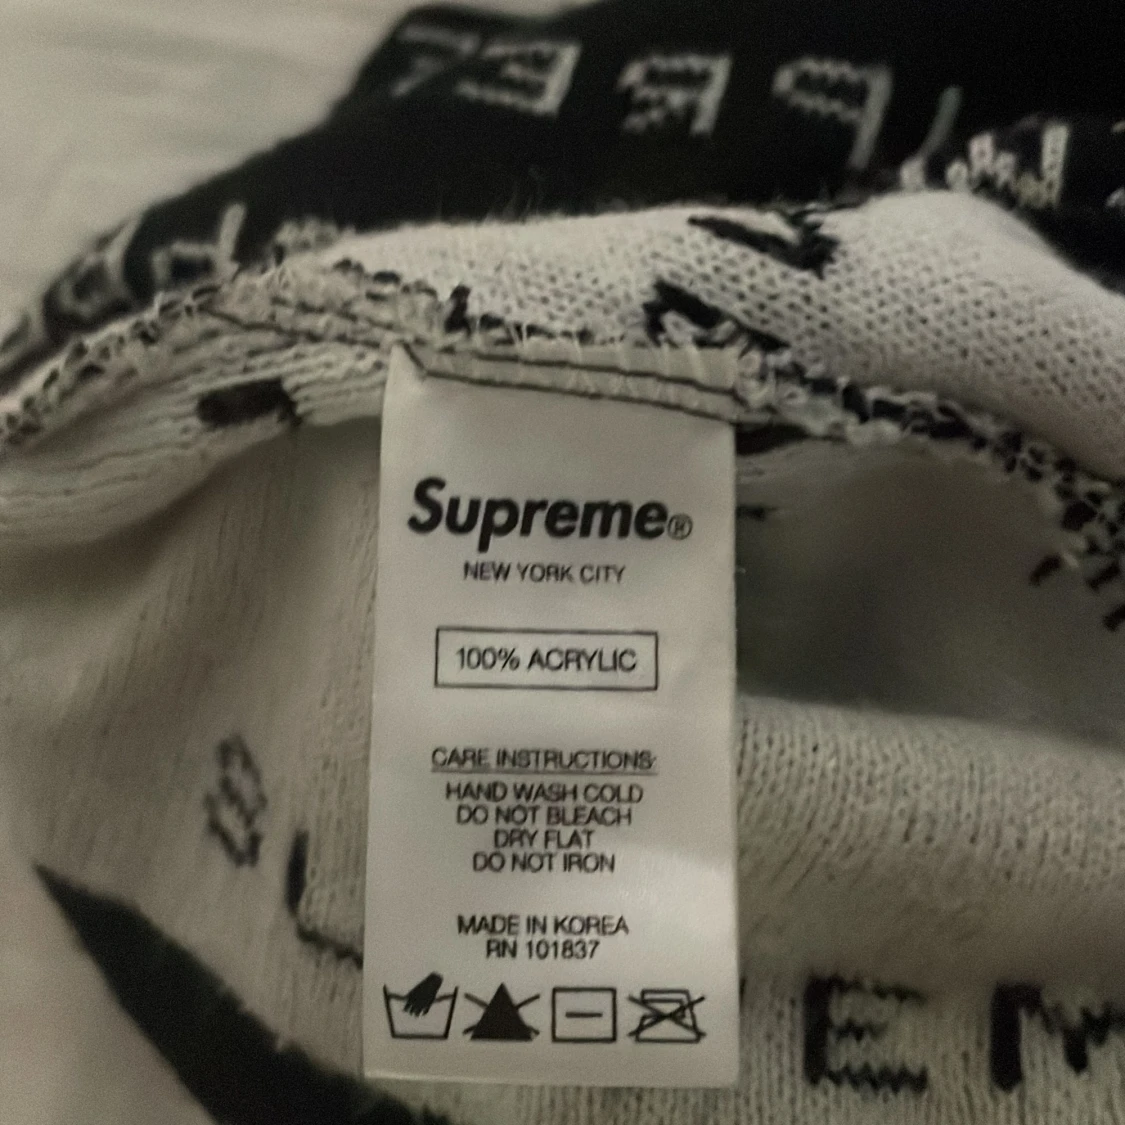 Supreme®
NEW YORK CITY
100% ACRYLIC
CARE INSTRUCTIONS:
HAND WASH COLD
DO NOT BLEACH
DRY FLAT
DO NOT IRON
MADE IN KOREA
RN 101837
EM